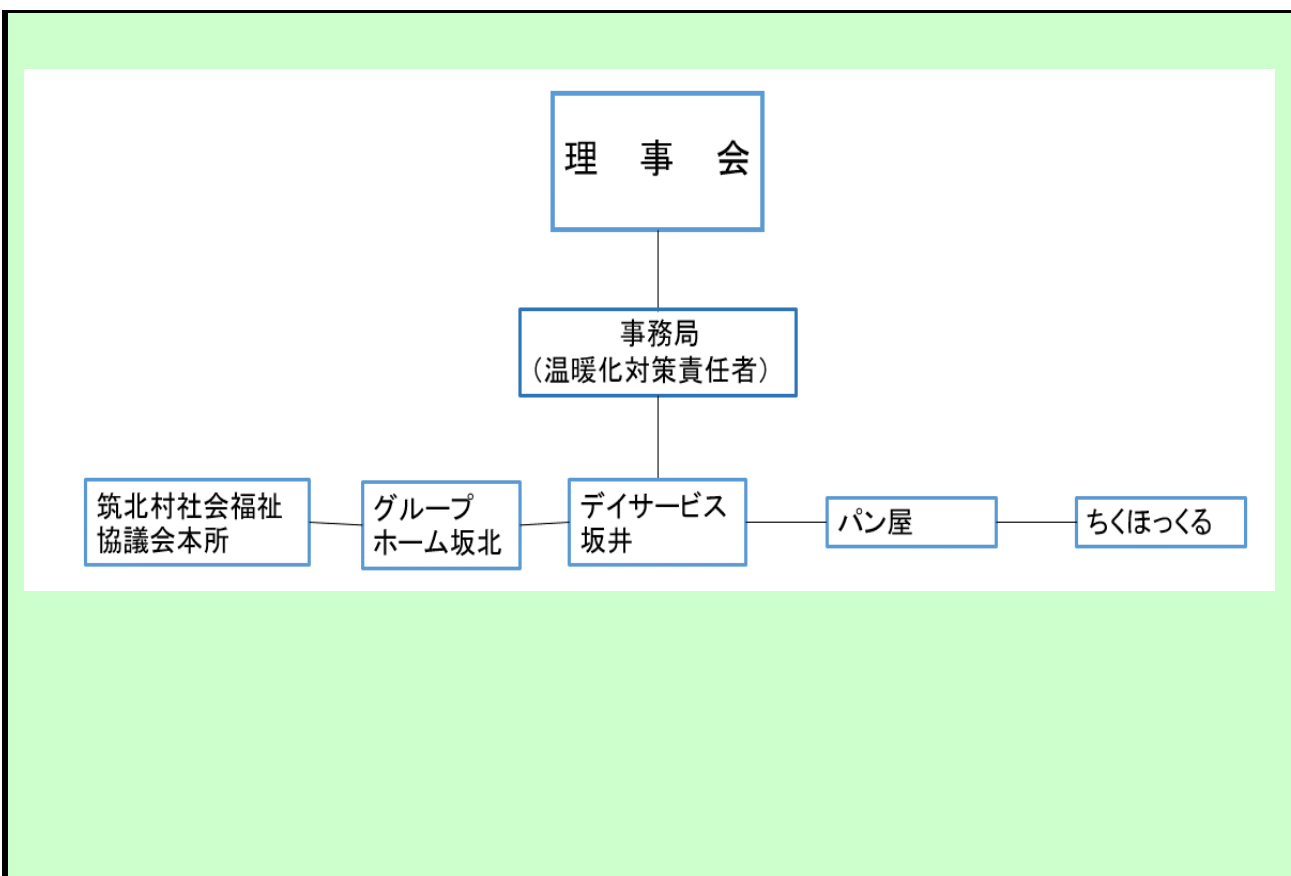 理　事　会
事務局
（温暖化対策責任者）
筑北村社会福祉
協議会本所
グループ
ホーム坂北
デイサービス
坂井
パン屋
ちくほっくる